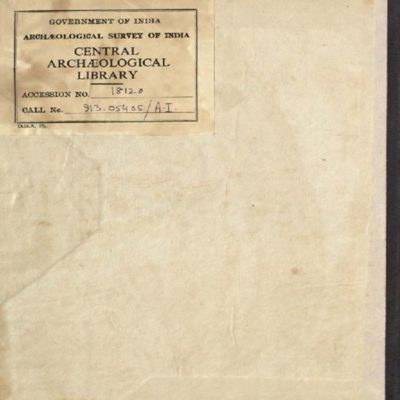 GOVERNMENT OF INDIA
ARCHÆOLOGICAL SURVEY OF INDIA
CENTRAL
ARCHÆOLOGICAL
LIBRARY
ACCESSION NO. 18120
CALL No. 913.05405/A.I.